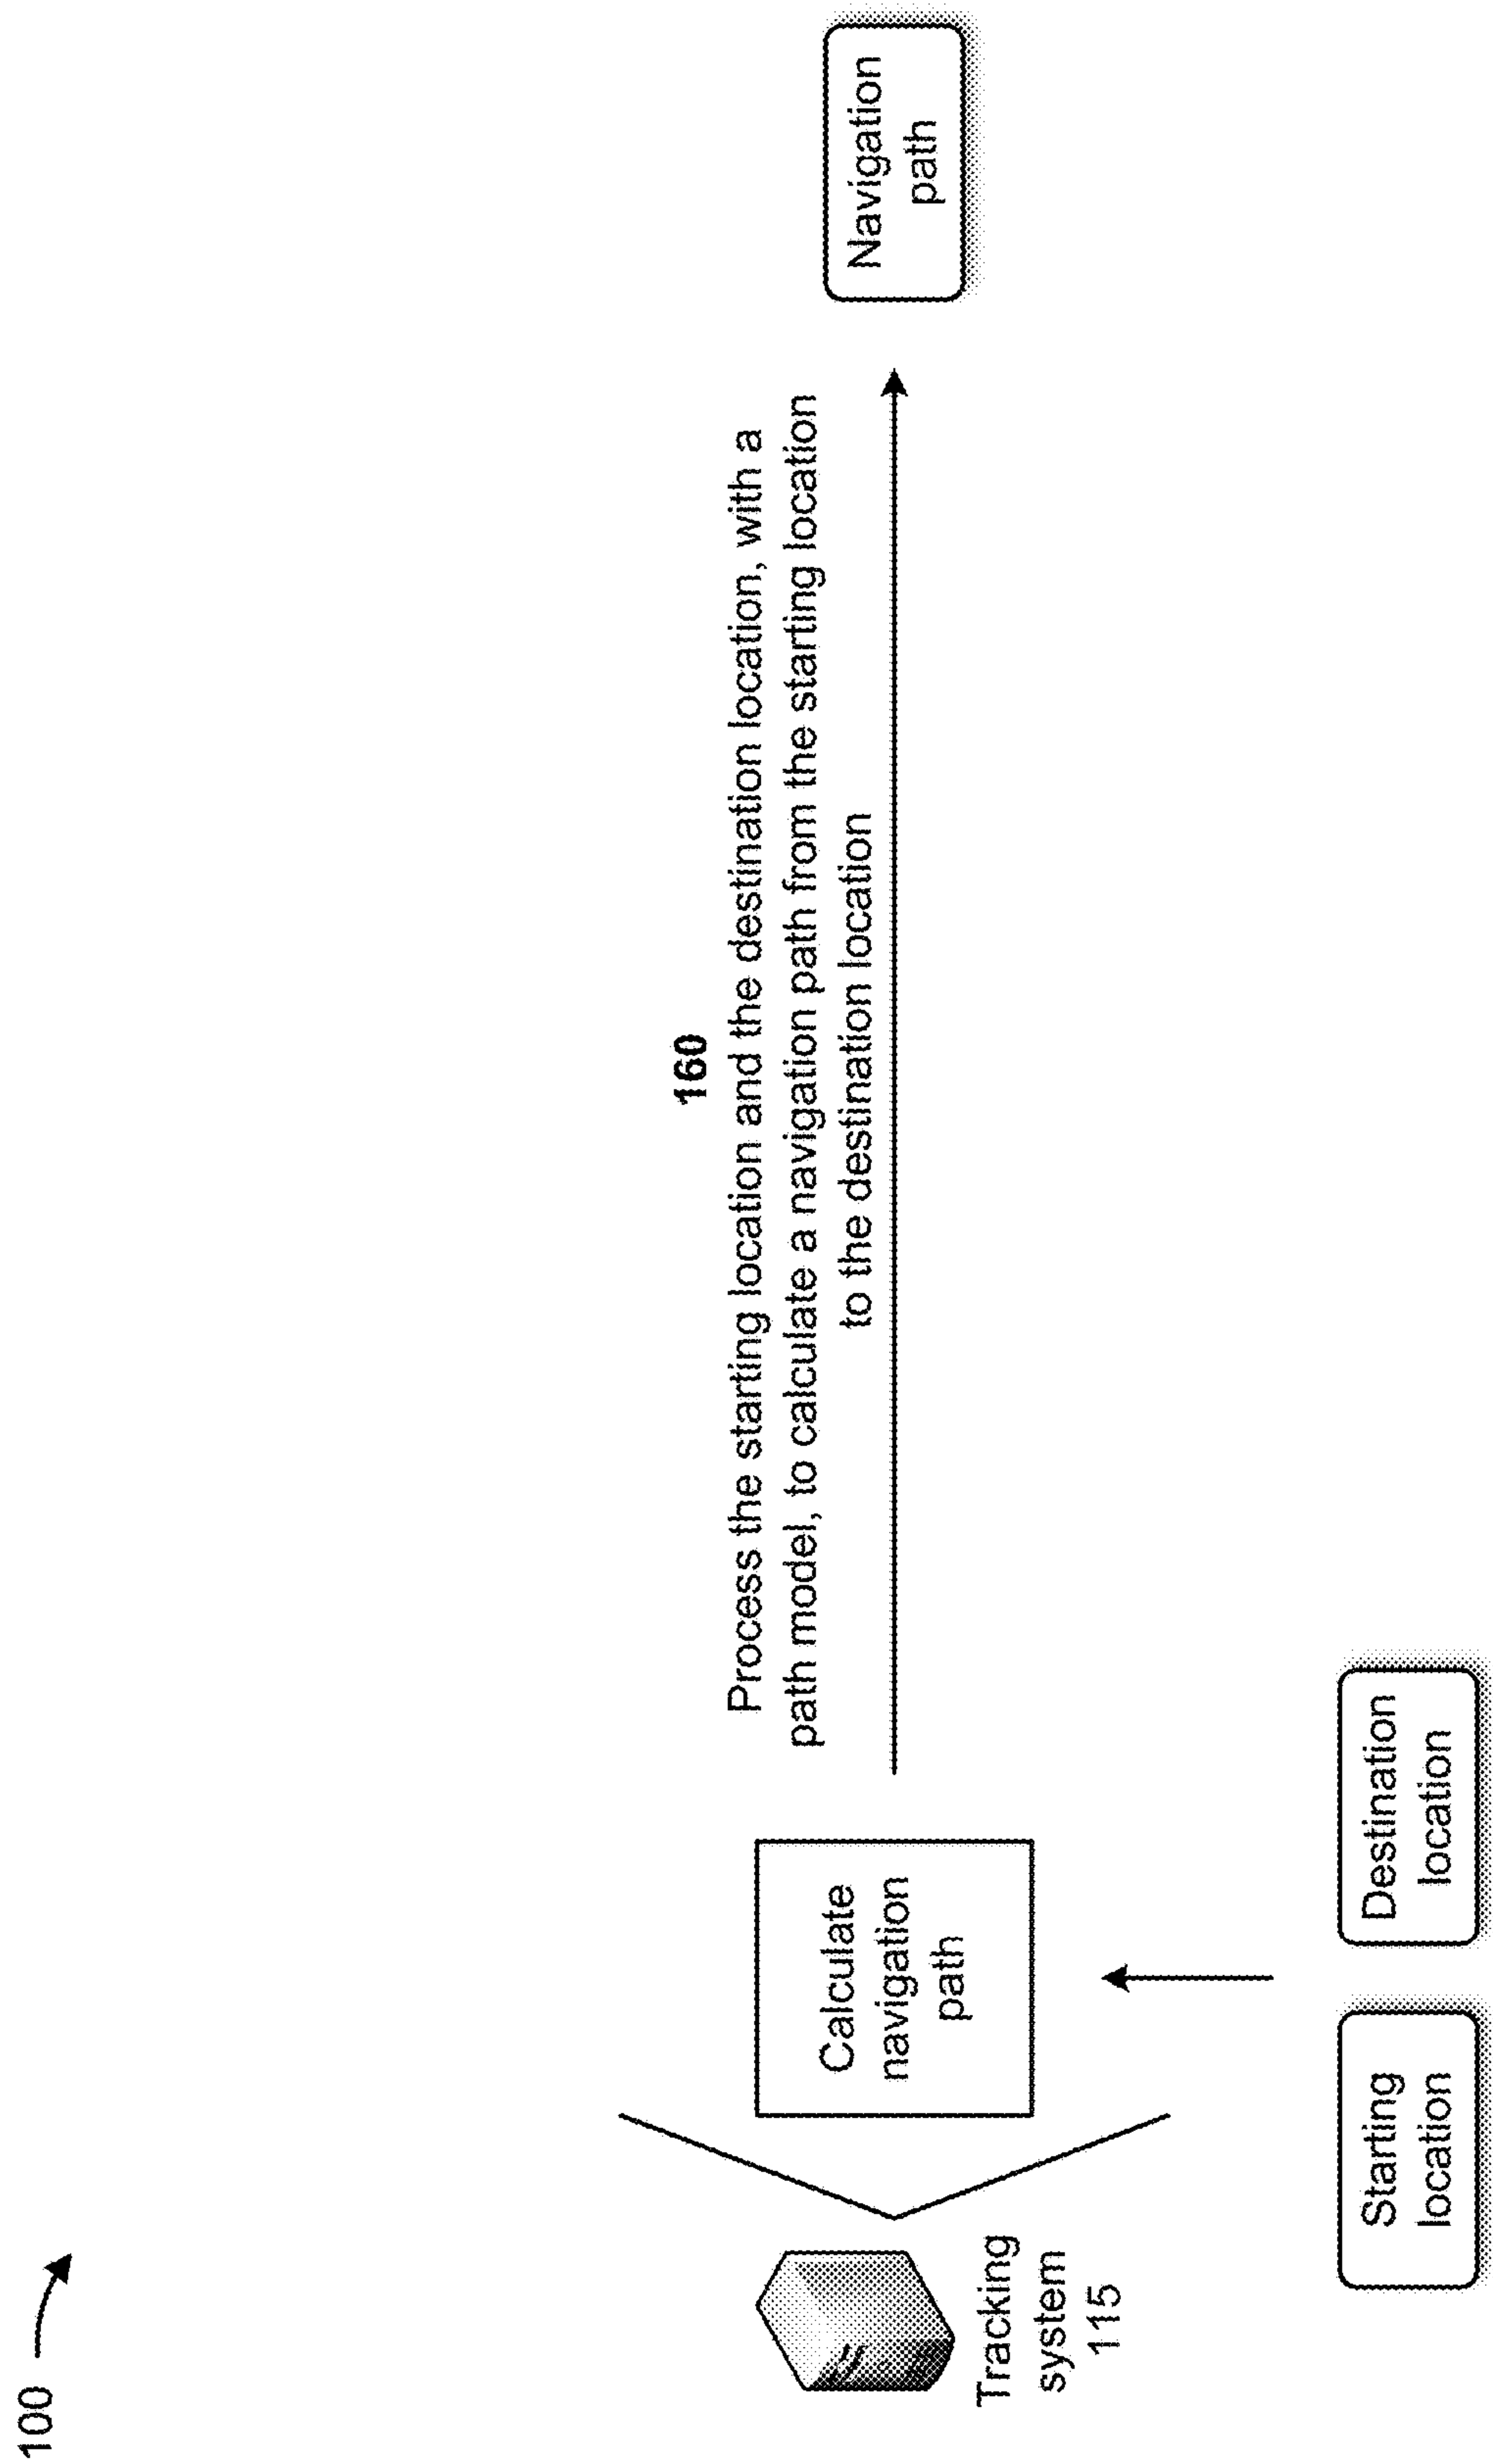 100
160
Process the starting location and the destination location, with a
path model, to calculate a navigation path from the starting location
to the destination location
Tracking
system
115
Calculate
navigation
path
Navigation
path
Starting
location
Destination
location